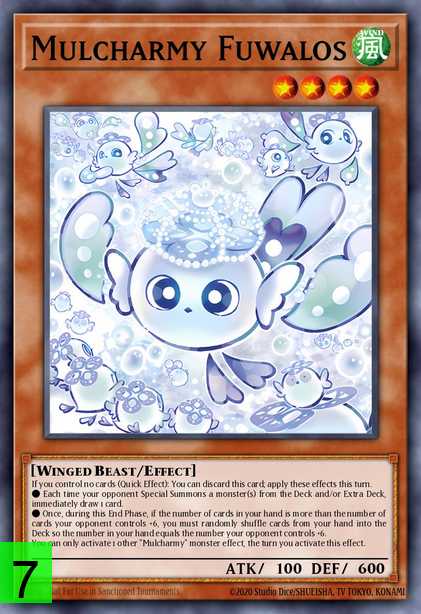 Mulcharmy Fuwalos
WIND
風
[Winged Beast/Effect]
If you control no cards (Quick Effect): You can discard this card; apply these effects this turn.
● Each time your opponent Special Summons a monster(s) from the Deck and/or Extra Deck,
immediately draw 1 card.
● Once, during this End Phase, if the number of cards in your hand is more than the number of
cards your opponent controls +6, you must randomly shuffle cards from your hand into
the Deck so the number in your hand equals the number your opponent controls +6.
You can only activate 1 other "Mulcharmy" monster effect, the turn you activate this effect.
ATK/ 100 DEF/ 600
7
For Use in Sanctioned Tournaments
©2020 Studio Dice/SHUEISHA, TV TOKYO, KONAMI